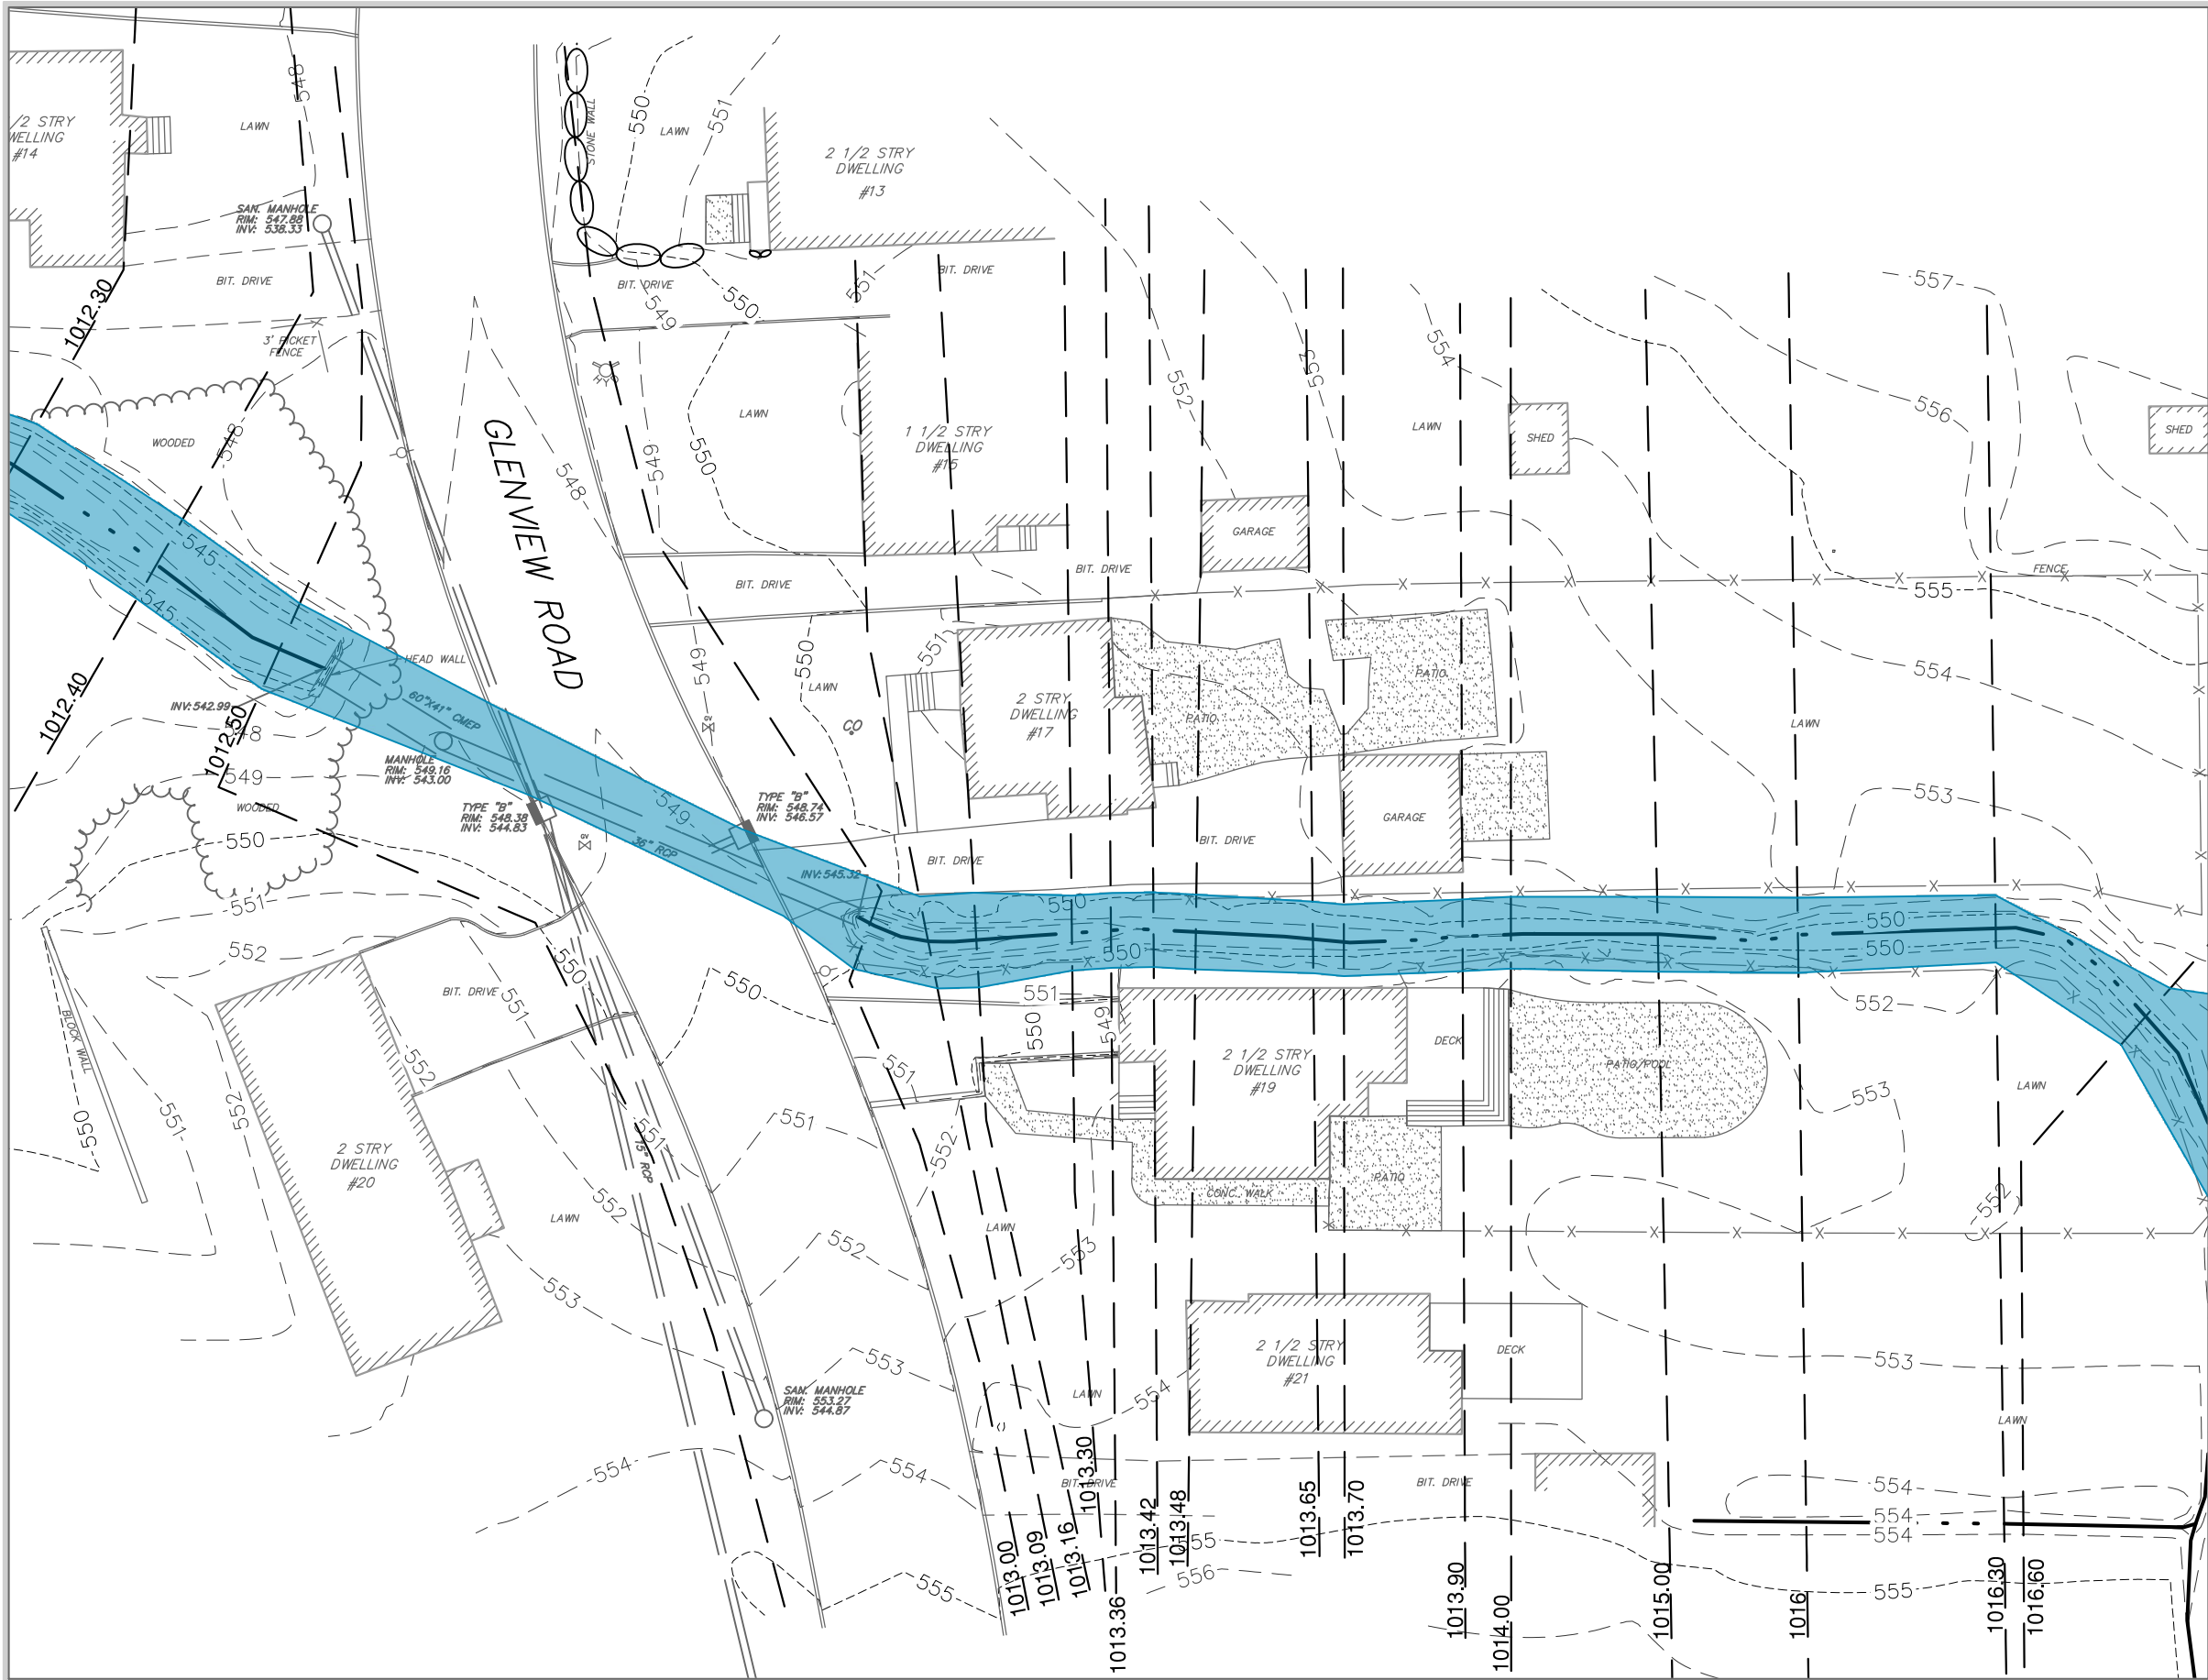 1/2 STRY
DWELLING
#14
LAWN
548
SAN. MANHOLE
RIM: 547.88
INV: 538.33
BIT. DRIVE
1012.30
3' PICKET
FENCE
STONE WALL
550
LAWN
551
2 1/2 STRY
DWELLING
#13
BIT. DRIVE
549
550
551
BIT. DRIVE
557
554
553
552
556
SHED
SHED
LAWN
LAWN
WOODED
548
GLENVIEW ROAD
548
549
550
1 1/2 STRY
DWELLING
#15
GARAGE
545
545
BIT. DRIVE
BIT. DRIVE
FENCE
555
HEAD WALL
60"X41" CMEP
INV:542.99
1012.40
1012.50
548
549
WOODED
MANHOLE
RIM: 549.16
INV: 543.00
549
550
LAWN
CO
551
2 STRY
DWELLING
#17
PATIO
PATIO
554
LAWN
553
GARAGE
TYPE "B"
RIM: 548.38
INV: 544.83
TYPE "B"
RIM: 548.74
INV: 546.57
549
36" RCP
INV:545.32
BIT. DRIVE
BIT. DRIVE
550
551
552
550
550
550
550
BIT. DRIVE
551
550
550
551
550
549
552
BLOCK WALL
550
551
552
552
2 STRY
DWELLING
#20
551
15" RCP
551
551
552
2 1/2 STRY
DWELLING
#19
DECK
PATIO/POOL
553
LAWN
LAWN
552
552
LAWN
553
CONC. WALK
PATIO
552
553
2 1/2 STRY
DWELLING
#21
DECK
553
553
SAN. MANHOLE
RIM: 553.27
INV: 544.87
LAWN
554
LAWN
554
554
BIT. DRIVE
BIT. DRIVE
554
554
554
555
555
556
555
1013.00
1013.09
1013.16
1013.30
1013.36
1013.42
1013.48
1013.65
1013.70
1013.90
1014.00
1015.00
1016
1016.30
1016.60